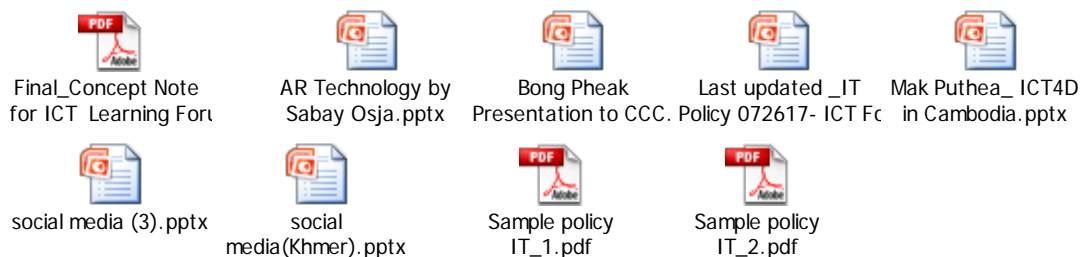 PDF
Adobe
Final_Concept Note
for ICT Learning Foru
AR Technology by
Sabay Osja.pptx
Bong Pheak
Presentation to CCC.
Last updated _IT
Policy 072617- ICT Fo
Mak Puthea_ ICT4D
in Cambodia.pptx
social media (3).pptx
social
media(Khmer).pptx
PDF
Adobe
Sample policy
IT_1.pdf
PDF
Adobe
Sample policy
IT_2.pdf